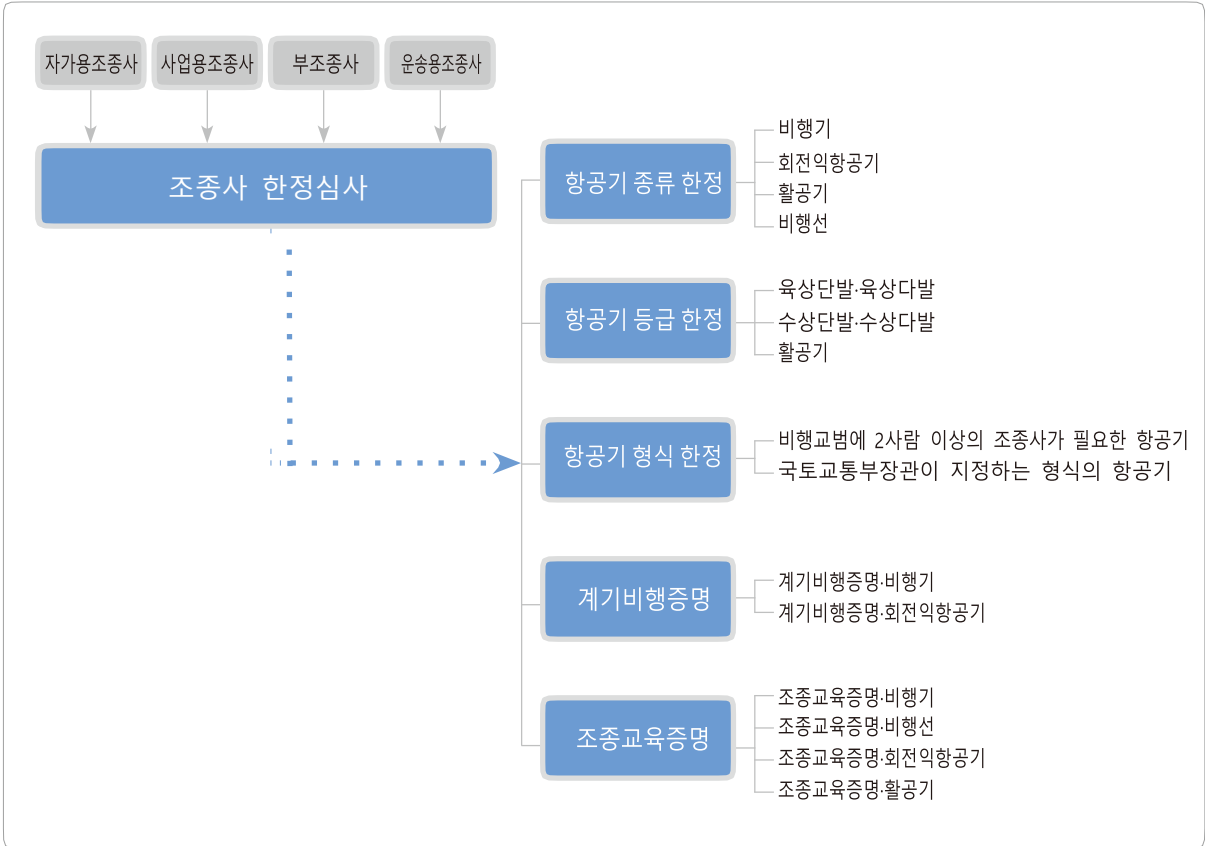 자가용조종사
사업용조종사
부조종사
운송용조종사
조종사 한정심사
항공기 종류 한정
비행기
회전익항공기
활공기
비행선
항공기 등급 한정
육상단발·육상다발
수상단발·수상다발
활공기
항공기 형식 한정
비행교범에 2사람 이상의 조종사가 필요한 항공기
국토교통부장관이 지정하는 형식의 항공기
계기비행증명
계기비행증명·비행기
계기비행증명·회전익항공기
조종교육증명
조종교육증명·비행기
조종교육증명·비행선
조종교육증명·회전익항공기
조종교육증명·활공기